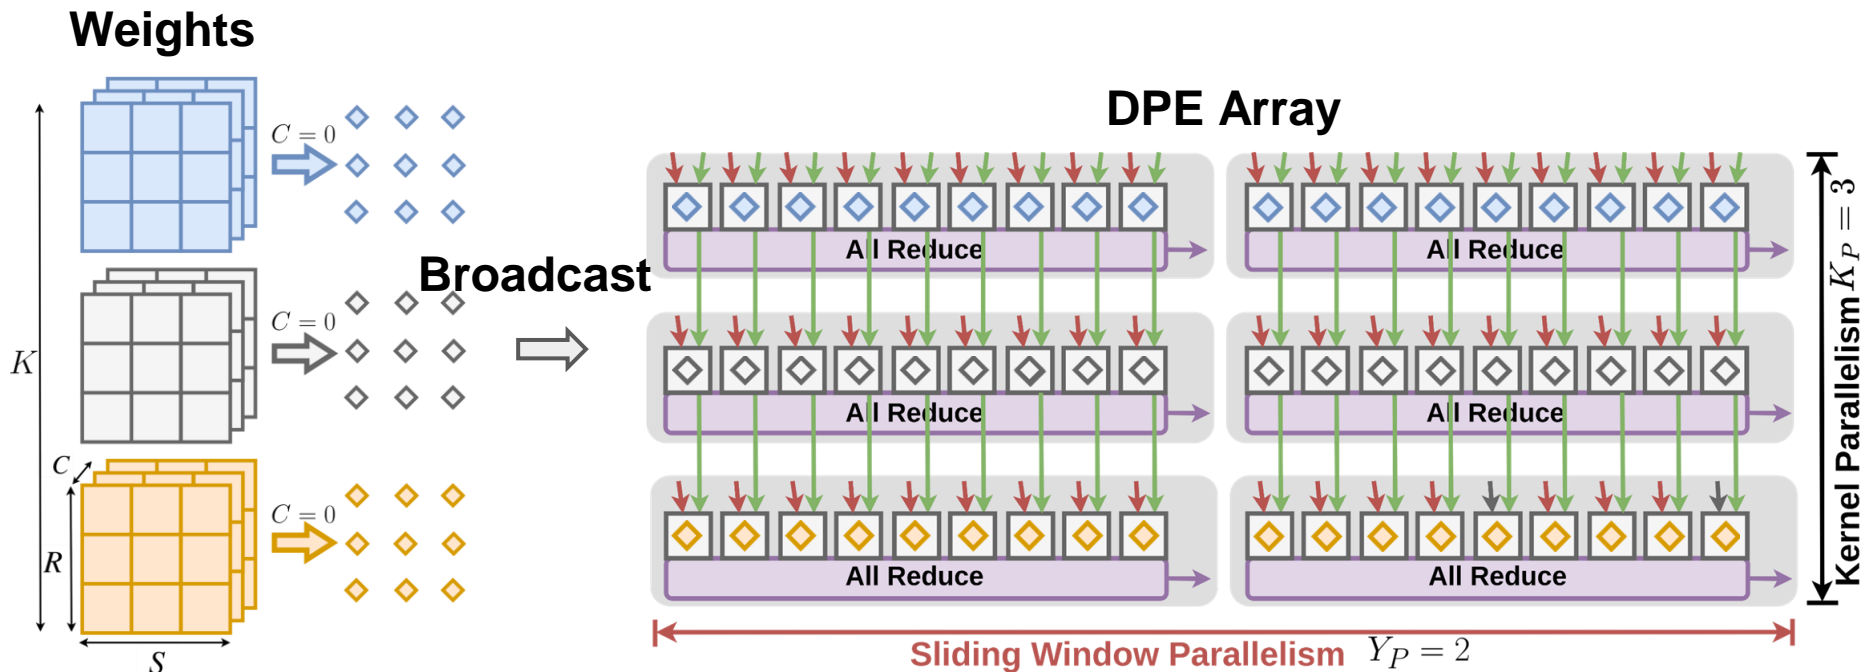 Weights
DPE Array
C = 0
K
All Reduce
All Reduce
Broadcast
C = 0
All Reduce
All Reduce
C
C = 0
R
All Reduce
All Reduce
S
Sliding Window Parallelism Y_P = 2
Kernel Parallelism K_P = 3